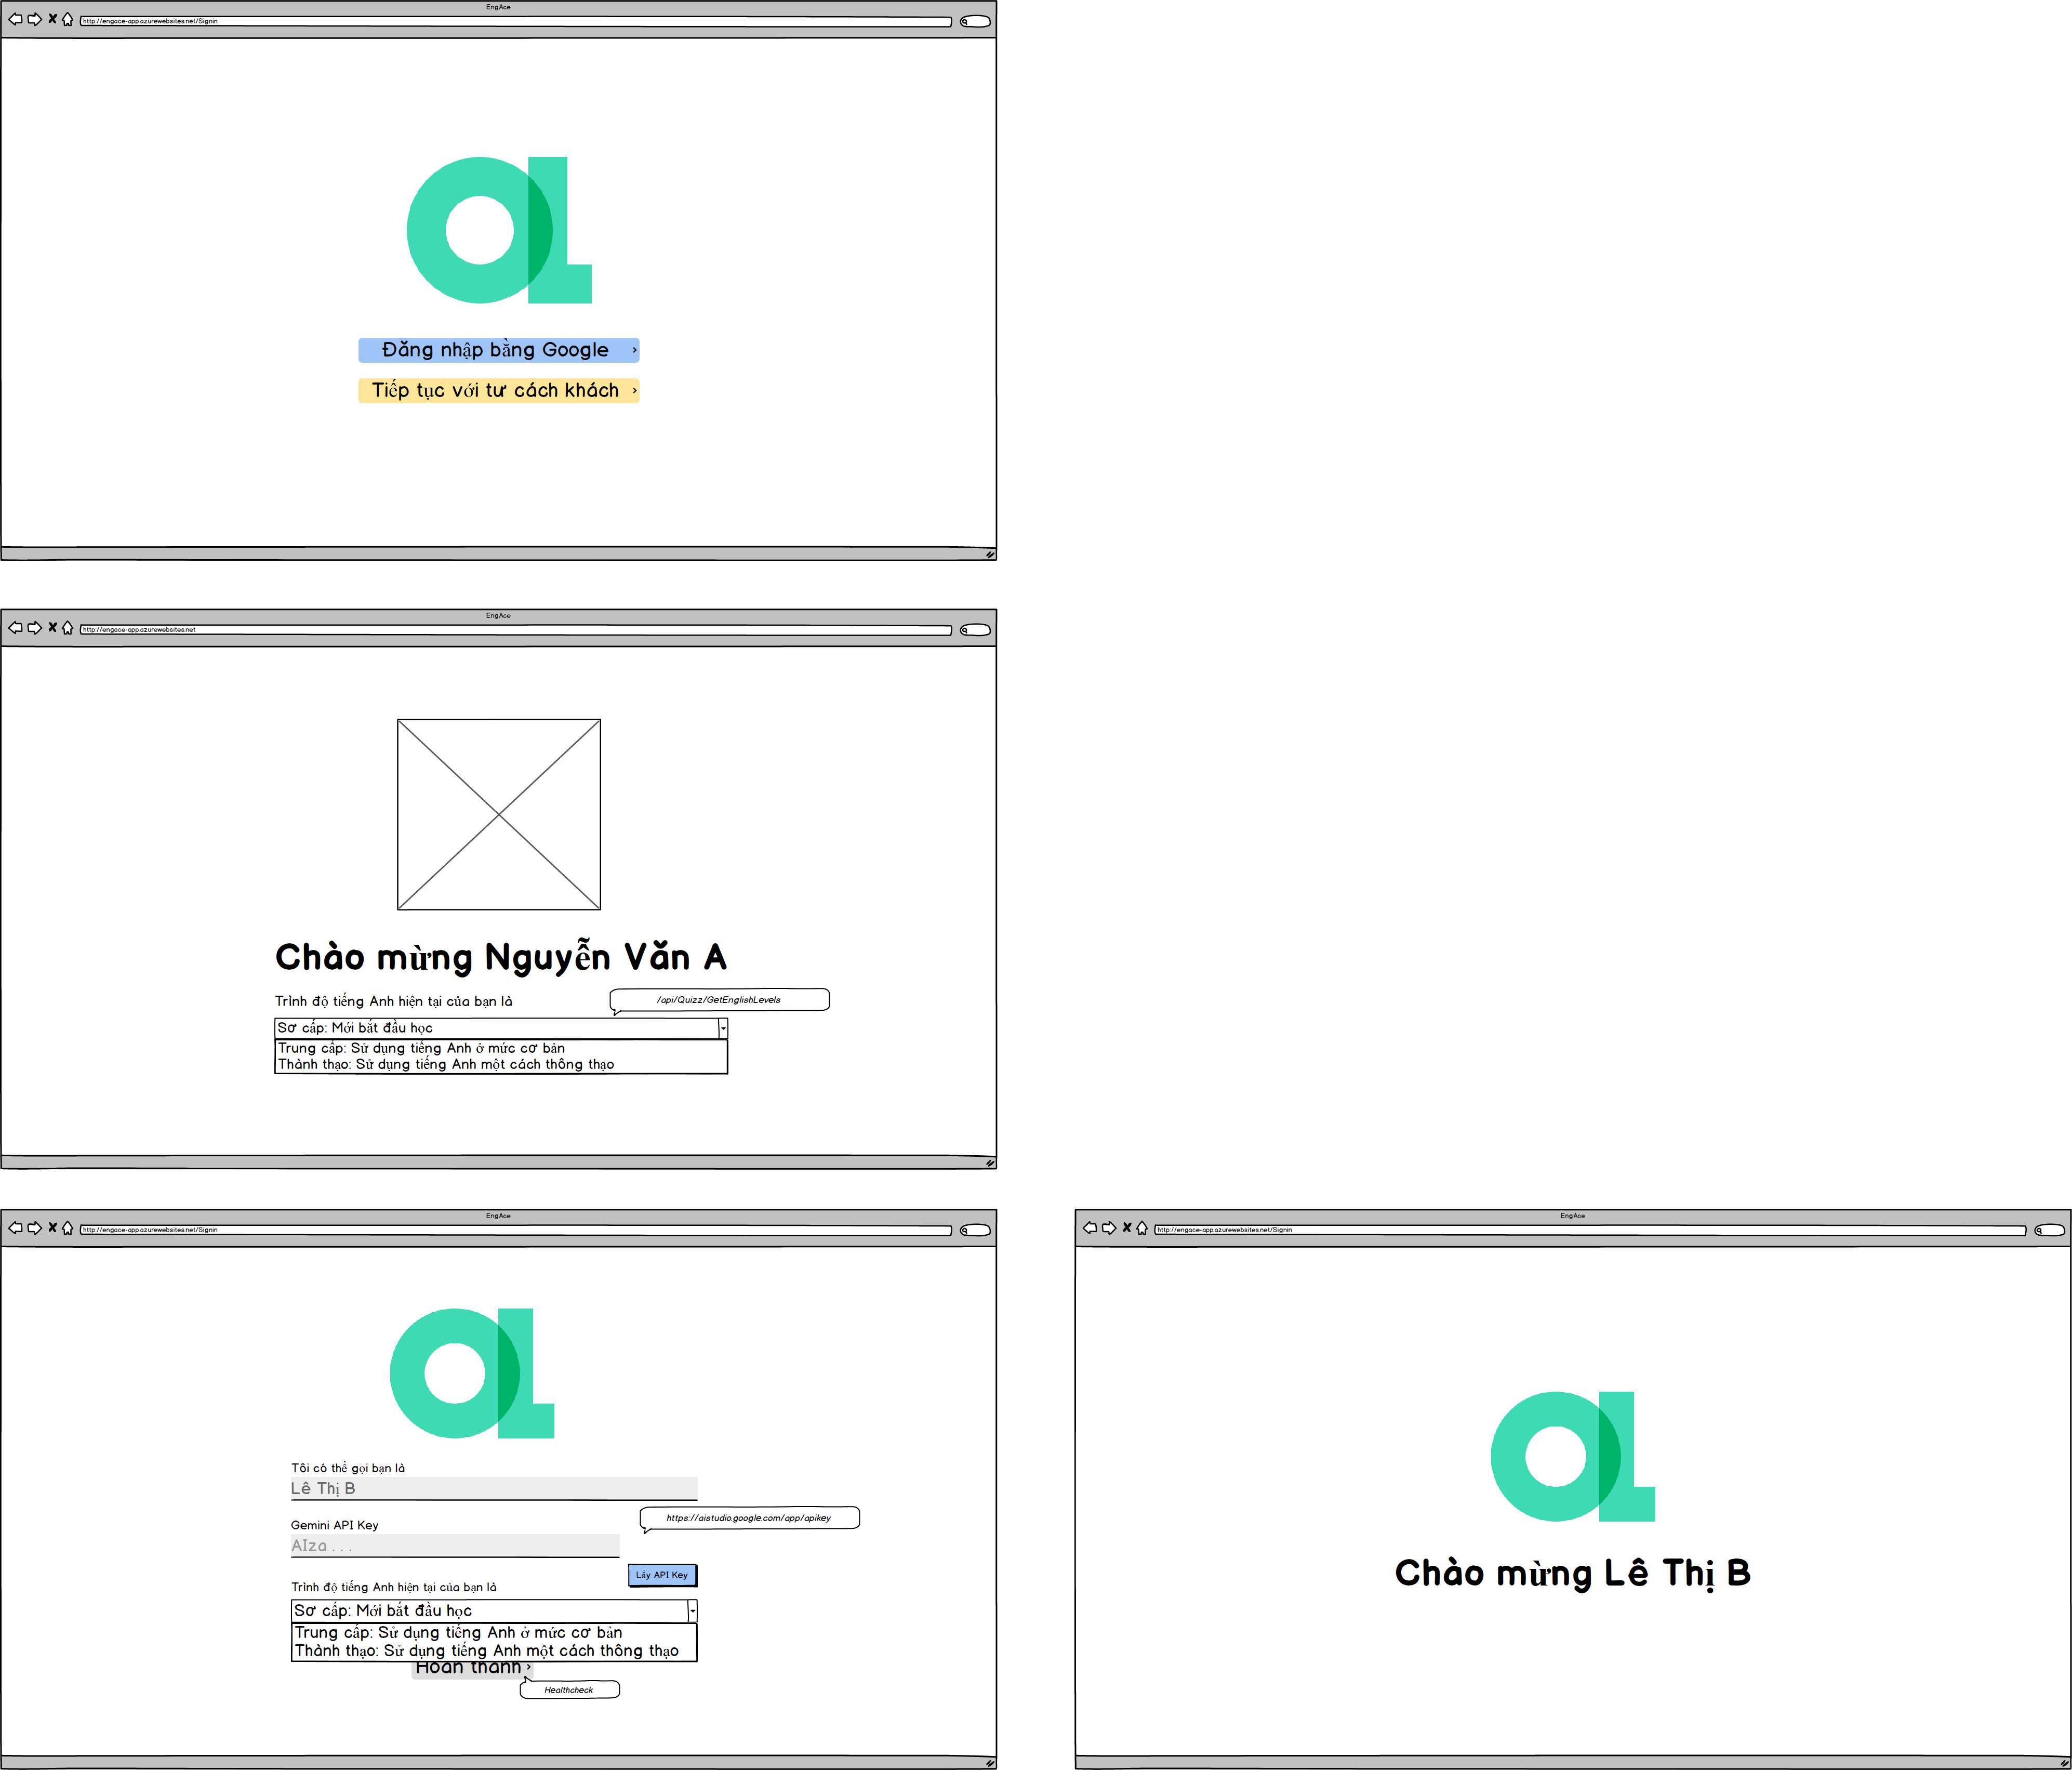 EngAce
http://engace-app.azurewebsites.net/Signin
Đăng nhập bằng Google
Tiếp tục với tư cách khách
EngAce
http://engace-app.azurewebsites.net
Chào mừng Nguyễn Văn A
Trình độ tiếng Anh hiện tại của bạn là
/api/Quizz/GetEnglishLevels
Sơ cấp: Mới bắt đầu học
Trung cấp: Sử dụng tiếng Anh ở mức cơ bản
Thành thạo: Sử dụng tiếng Anh một cách thông thạo
EngAce
http://engace-app.azurewebsites.net/Signin
Tôi có thể gọi bạn là
Lê Thị B
https://aistudio.google.com/app/apikey
Gemini API Key
AIza . . .
Lấy API Key
Trình độ tiếng Anh hiện tại của bạn là
Sơ cấp: Mới bắt đầu học
Trung cấp: Sử dụng tiếng Anh ở mức cơ bản
Thành thạo: Sử dụng tiếng Anh một cách thông thạo
Hoàn thành
Healthcheck
EngAce
http://engace-app.azurewebsites.net/Signin
Chào mừng Lê Thị B